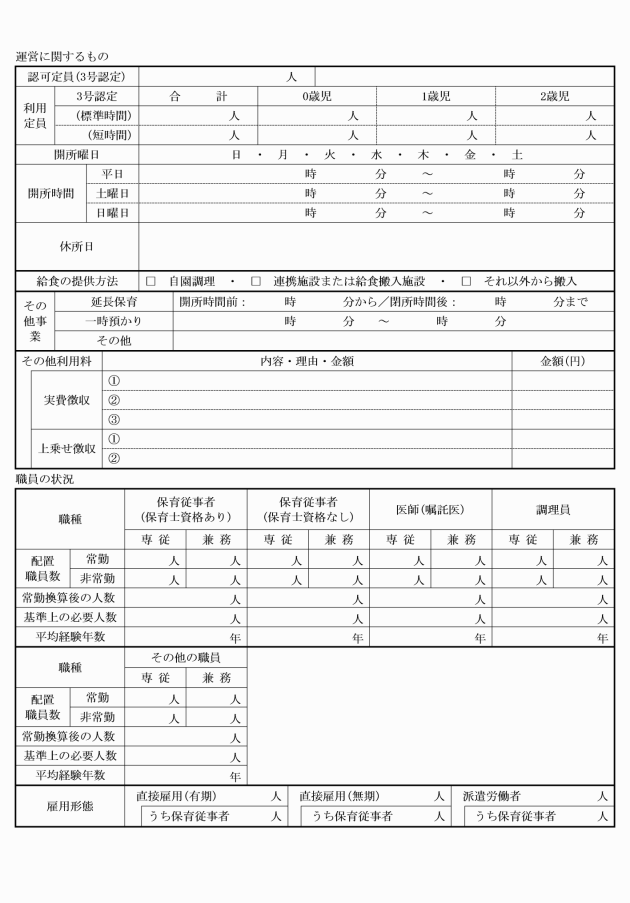 運営に関するもの
認可定員(3号認定) 人
利用定員 3号認定 合 計 0歳児 1歳児 2歳児
(標準時間) 人 人 人 人
(短時間) 人 人 人 人
開所曜日 日 ・ 月 ・ 火 ・ 水 ・ 木 ・ 金 ・ 土
開所時間 平日 時 分 ～ 時 分
土曜日 時 分 ～ 時 分
日曜日 時 分 ～ 時 分
休所日
給食の提供方法 □ 自園調理 ・ □ 連携施設または給食搬入施設 ・ □ それ以外から搬入
その他事業 延長保育 開所時間前： 時 分から／閉所時間後： 時 分まで
一時預かり 時 分 ～ 時 分
その他
その他利用料 内容・理由・金額 金額(円)
実費徴収 ①
②
③
上乗せ徴収 ①
②
職員の状況
職種 保育従事者(保育士資格あり) 保育従事者(保育士資格なし) 医師(嘱託医) 調理員
専 従 兼 務 専 従 兼 務 専 従 兼 務 専 従 兼 務
配置職員数 常勤 人 人 人 人 人 人 人 人
非常勤 人 人 人 人 人 人 人 人
常勤換算後の人数 人 人 人 人
基準上の必要人数 人 人 人 人
平均経験年数 年 年 年 年
職種 その他の職員
専 従 兼 務
配置職員数 常勤 人 人
非常勤 人 人
常勤換算後の人数 人
基準上の必要人数 人
平均経験年数 年
雇用形態 直接雇用(有期) 人 直接雇用(無期) 人 派遣労働者 人
うち保育従事者 人 うち保育従事者 人 うち保育従事者 人